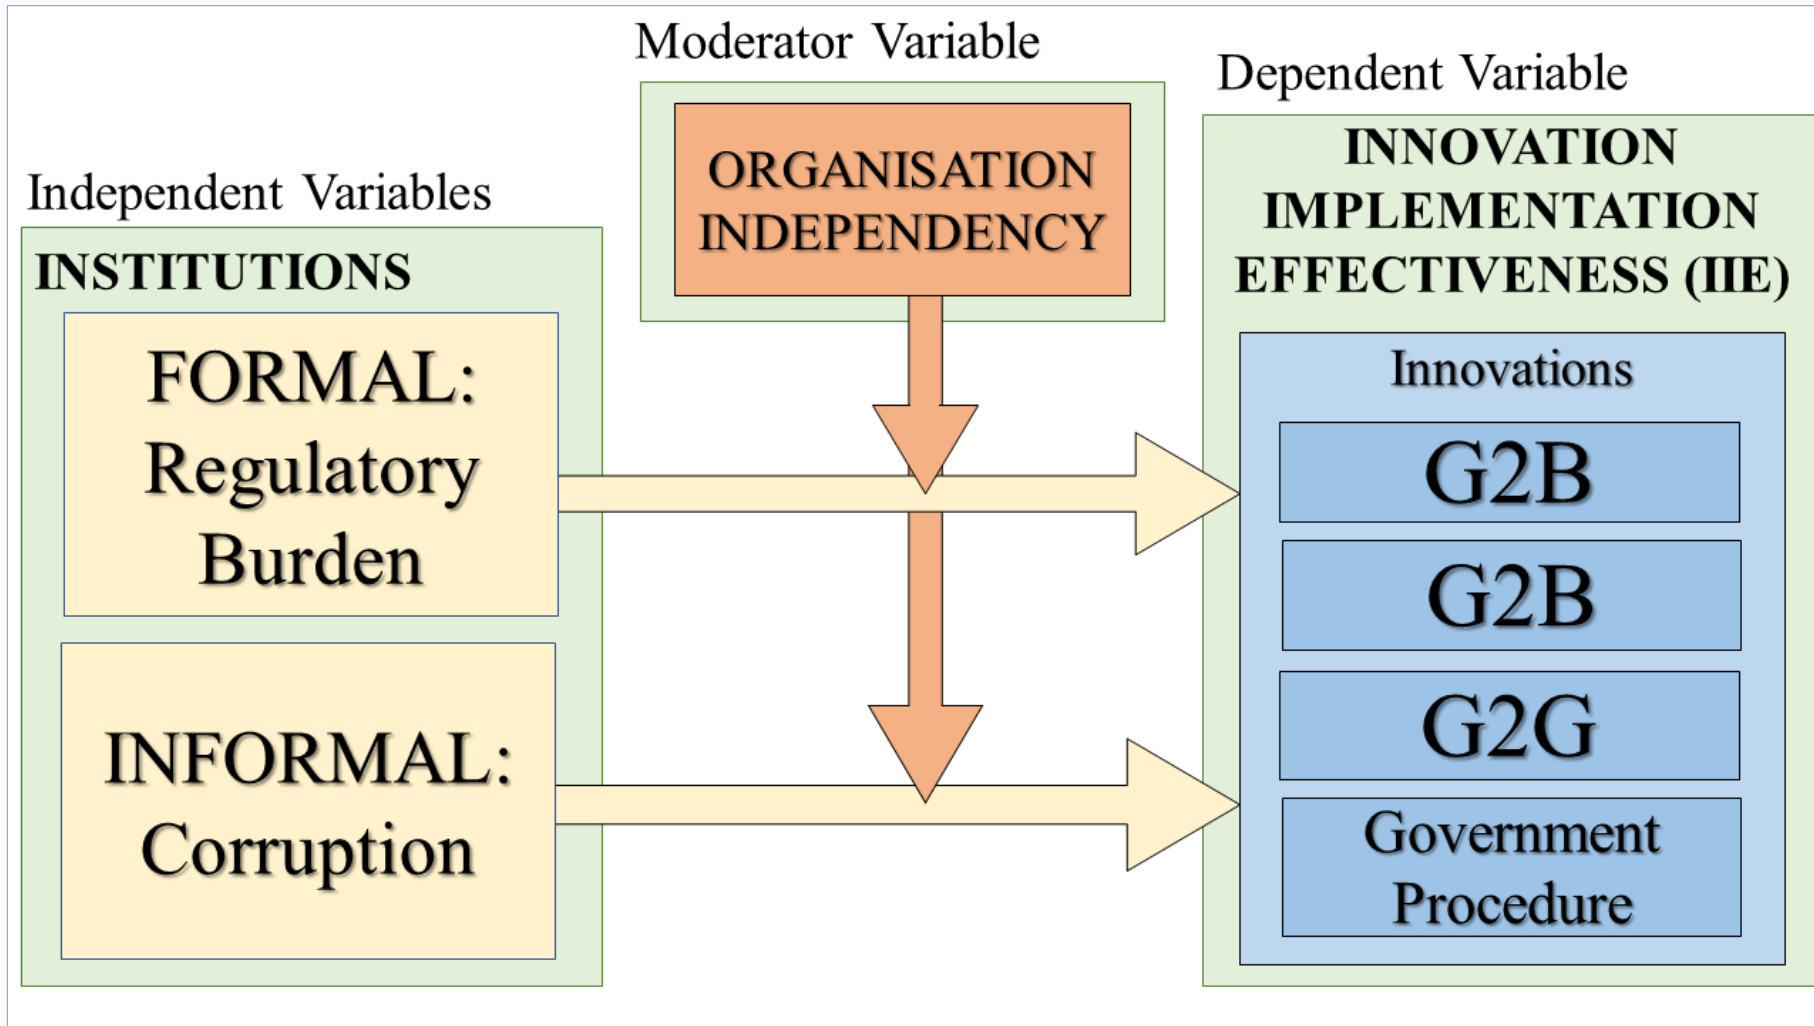 Moderator Variable
ORGANISATION
INDEPENDENCY
Independent Variables
INSTITUTIONS
FORMAL:
Regulatory
Burden
INFORMAL:
Corruption
Dependent Variable
INNOVATION
IMPLEMENTATION
EFFECTIVENESS (IIE)
Innovations
G2B
G2B
G2G
Government
Procedure